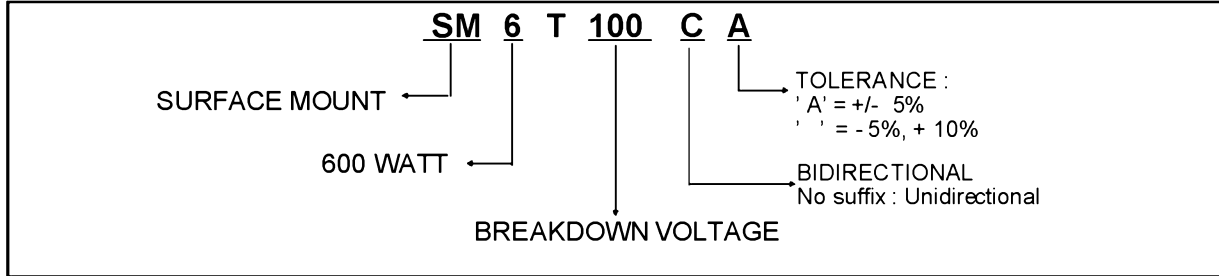 SM 6 T 100 C A
TOLERANCE :
' A' = +/- 5%
' ' = - 5%, + 10%
SURFACE MOUNT
600 WATT
BIDIRECTIONAL
No suffix : Unidirectional
BREAKDOWN VOLTAGE